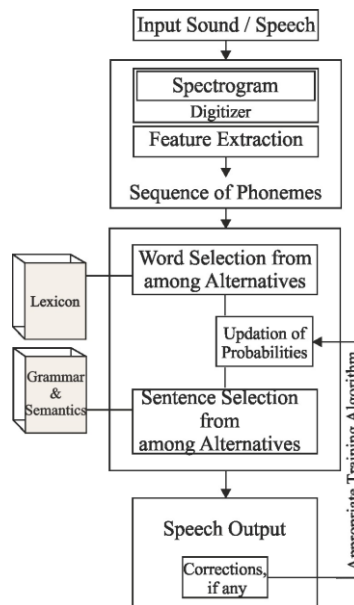 Input Sound / Speech
Spectrogram
Digitizer
Feature Extraction
Sequence of Phonemes
Word Selection from
among Alternatives
Lexicon
Updation of
Probabilities
Grammar
&
Semantics
Sentence Selection
from
among Alternatives
Speech Output
Corrections,
if any
Appropriate Training Algorithm